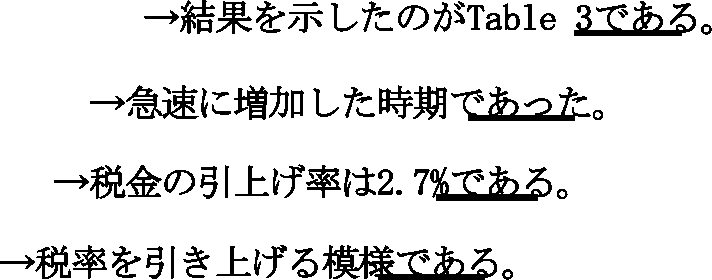 →結果を示したのがTable 3である。
→急速に増加した時期であった。
→税金の引上げ率は2.7%である。
→税率を引き上げる模様である。